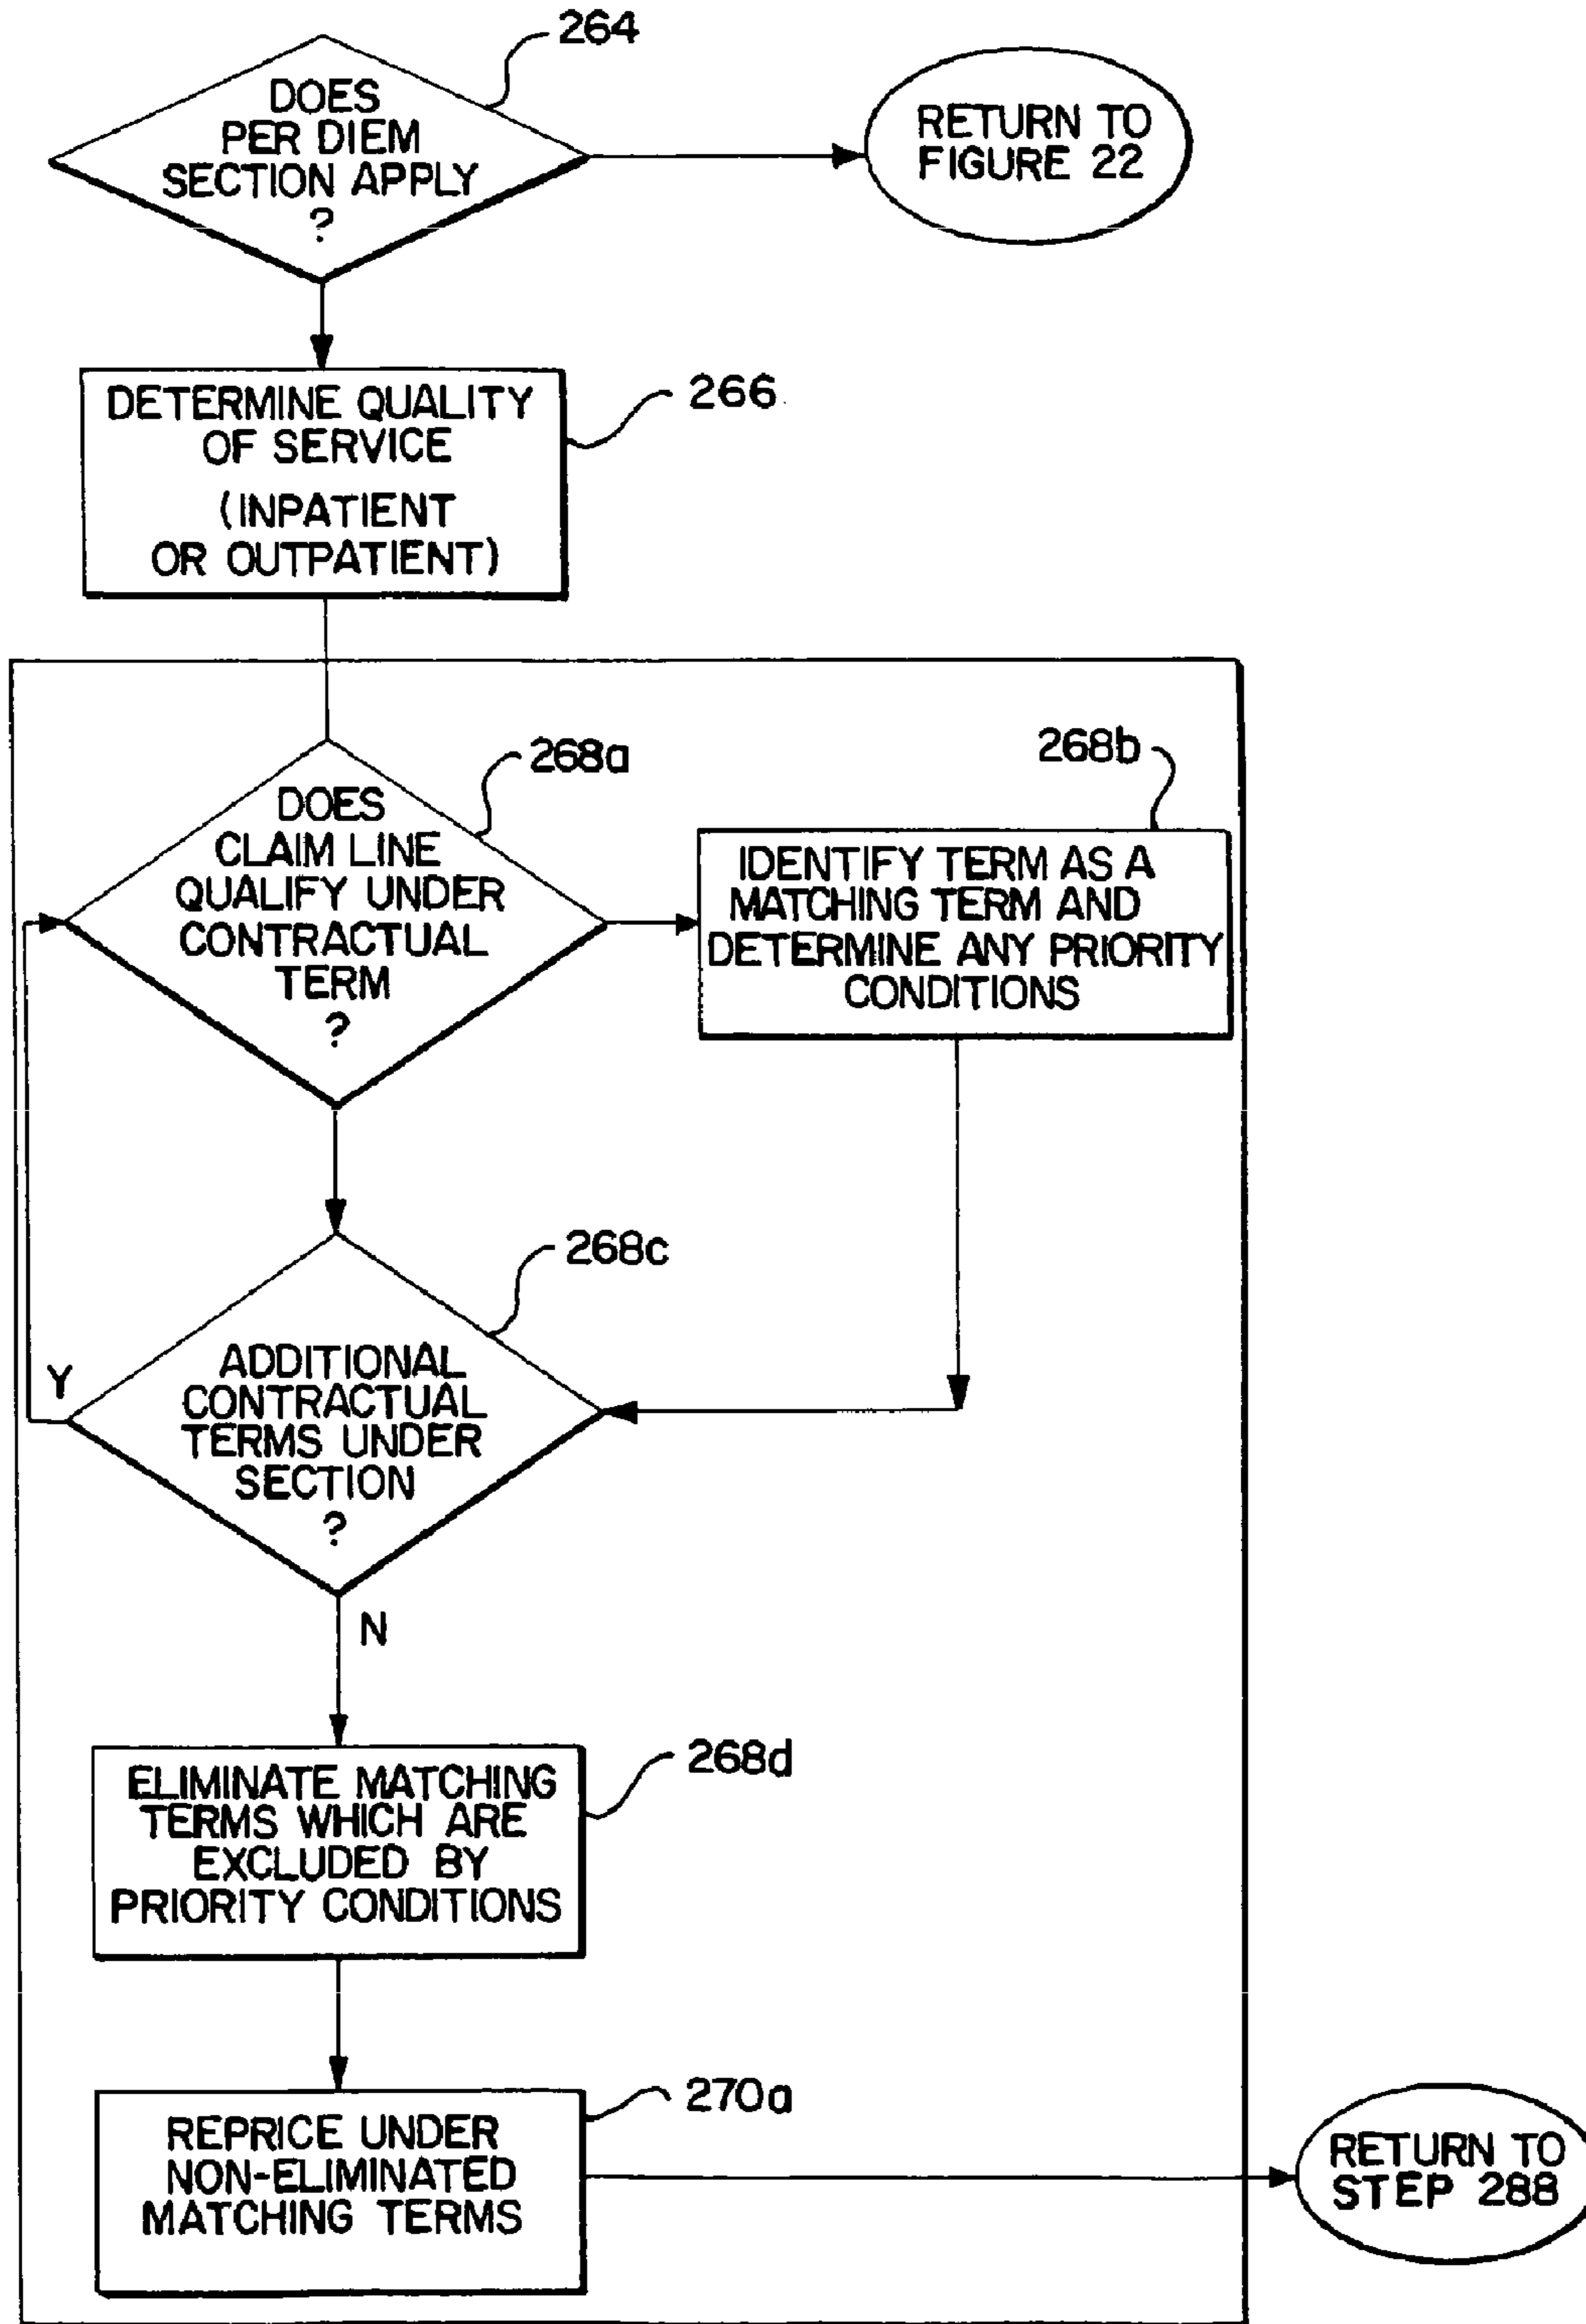 264
DOES
PER DIEM
SECTION APPLY
?
RETURN TO
FIGURE 22
266
DETERMINE QUALITY
OF SERVICE
(INPATIENT
OR OUTPATIENT)
268a
DOES
CLAIM LINE
QUALIFY UNDER
CONTRACTUAL
TERM
?
268b
IDENTIFY TERM AS A
MATCHING TERM AND
DETERMINE ANY PRIORITY
CONDITIONS
268c
ADDITIONAL
CONTRACTUAL
TERMS UNDER
SECTION
?
Y
N
268d
ELIMINATE MATCHING
TERMS WHICH ARE
EXCLUDED BY
PRIORITY CONDITIONS
270a
REPRICE UNDER
NON-ELIMINATED
MATCHING TERMS
RETURN TO
STEP 288